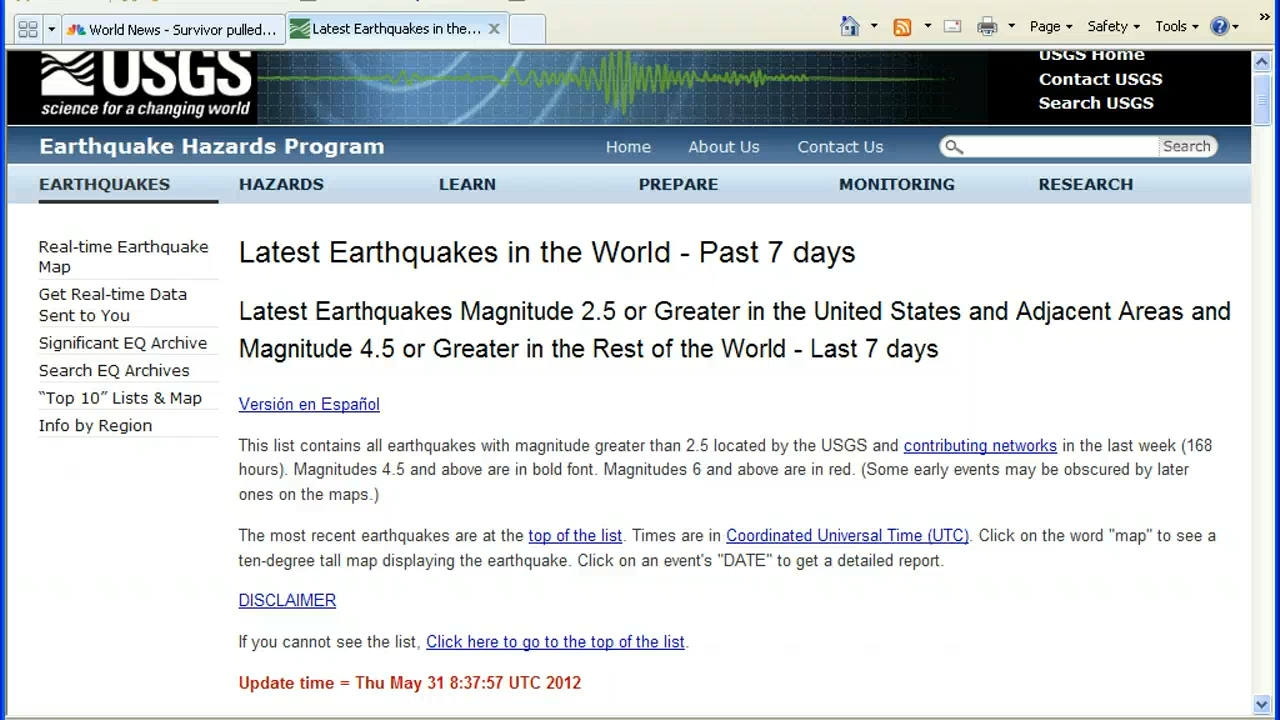 World News - Survivor pulled...
Latest Earthquakes in the...
Page
Safety
Tools
USGS
science for a changing world
USGS Home
Contact USGS
Search USGS
Earthquake Hazards Program
Home
About Us
Contact Us
Search
EARTHQUAKES
HAZARDS
LEARN
PREPARE
MONITORING
RESEARCH
Real-time Earthquake
Map
Get Real-time Data
Sent to You
Significant EQ Archive
Search EQ Archives
“Top 10” Lists & Map
Info by Region
Latest Earthquakes in the World - Past 7 days
Latest Earthquakes Magnitude 2.5 or Greater in the United States and Adjacent Areas and
Magnitude 4.5 or Greater in the Rest of the World - Last 7 days
Versión en Español
This list contains all earthquakes with magnitude greater than 2.5 located by the USGS and contributing networks in the last week (168
hours). Magnitudes 4.5 and above are in bold font. Magnitudes 6 and above are in red. (Some early events may be obscured by later
ones on the maps.)
The most recent earthquakes are at the top of the list. Times are in Coordinated Universal Time (UTC). Click on the word "map" to see a
ten-degree tall map displaying the earthquake. Click on an event's "DATE" to get a detailed report.
DISCLAIMER
If you cannot see the list, Click here to go to the top of the list.
Update time = Thu May 31 8:37:57 UTC 2012